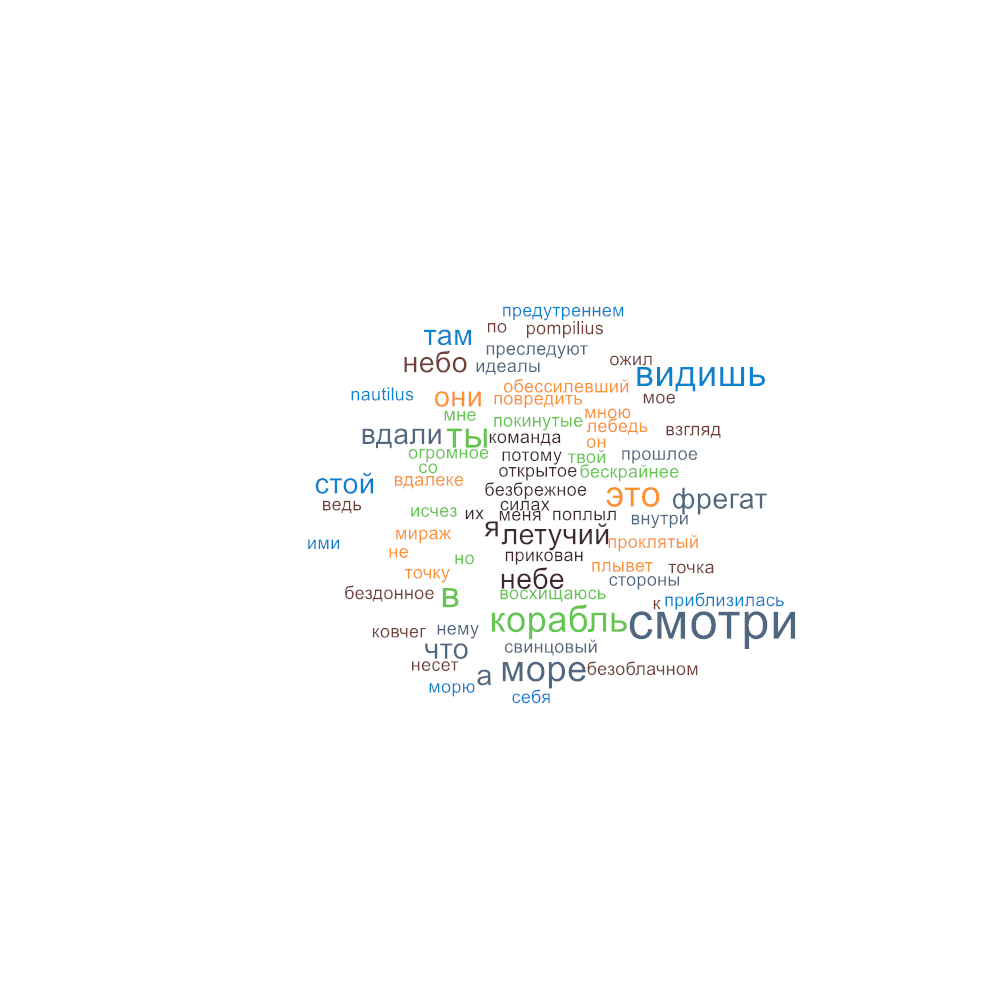 предутреннем
по pompilius
там
преследуют
небо идеалы ожил
видишь
nautilus они обессилевший
повредить мое
мне покинутые мною
лебедь взгляд
вдали ты команда он
огромное потому твой прошлое
со открытое бескрайнее
стой вдалеке безбрежное это фрегат
ведь силах
исчез их меня поплыл внутри
мираж я летучий проклятый
ими не но прикован
точку небе плывет точка
стороны
бездонное в восхищаюсь к приблизилась
ковчег нему корабль смотри
что свинцовый
несет а море безоблачном
морю себя